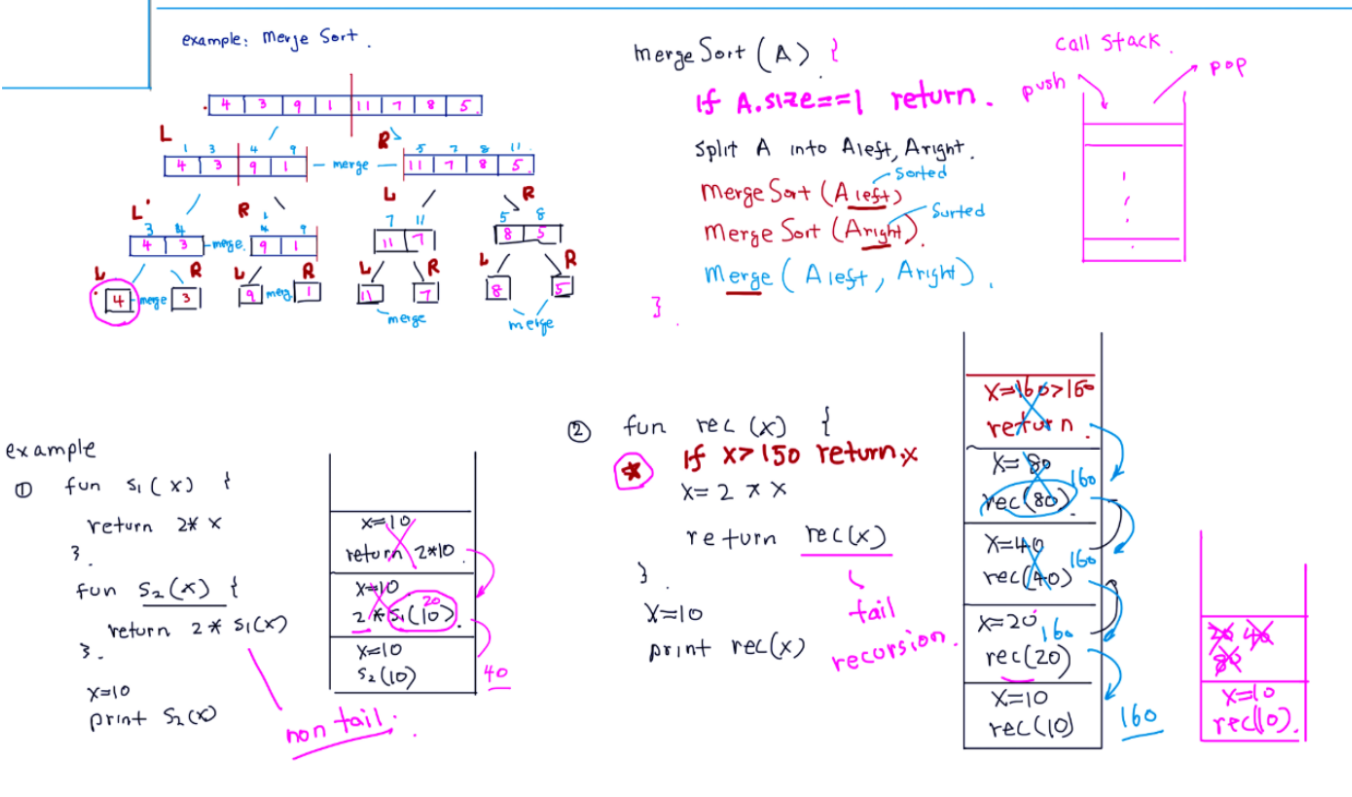 example: Merge Sort.
4 3 9 1 11 7 8 5
L R
1 3 4 9
4 3 9 1
merge
5 7 8 11
11 7 8 5
L R L R
3 4
4 3
merge
1 9
9 1
7 11
11 7
5 8
8 5
L R L R L R L R
4 merge 3
9 merg 1
11 7
merge
8 5
merge
mergeSort (A) {
If A.size==1 return.
split A into Aleft, Aright.
Sorted
mergeSort (Aleft)
Surted
merge Sort (Aright).
Merge (Aleft, Aright).
}
call Stack.
push
pop
example
① fun s1(x) {
return 2* x
}.
fun s2(x) {
return 2* s1(x)
}.
x=10
print s2(x)
non tail.
x=10
return 2*10
x=10
20
2*s1(10)
x=10
s2(10)
40
② fun rec (x) {
* If x>150 return x
x= 2 * x
return rec(x)
}
x=10
print rec(x)
tail
recursion.
x=160>150
return.
x=80
160
rec(80)
x=40
160
rec(40)
x=20
160
rec(20)
x=10
rec(10)
160
20 40
80
x=10
rec(10).